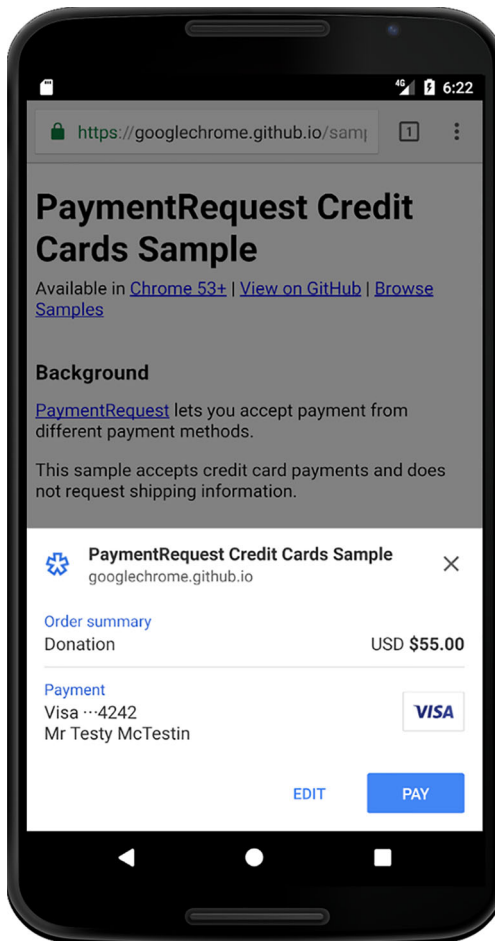 4G 6:22
https://googlechrome.github.io/samp
1
PaymentRequest Credit
Cards Sample
Available in Chrome 53+ | View on GitHub | Browse
Samples
Background
PaymentRequest lets you accept payment from
different payment methods.
This sample accepts credit card payments and does
not request shipping information.
PaymentRequest Credit Cards Sample
googlechrome.github.io
Order summary
Donation USD $55.00
Payment
Visa ···4242
VISA
Mr Testy McTestin
EDIT PAY